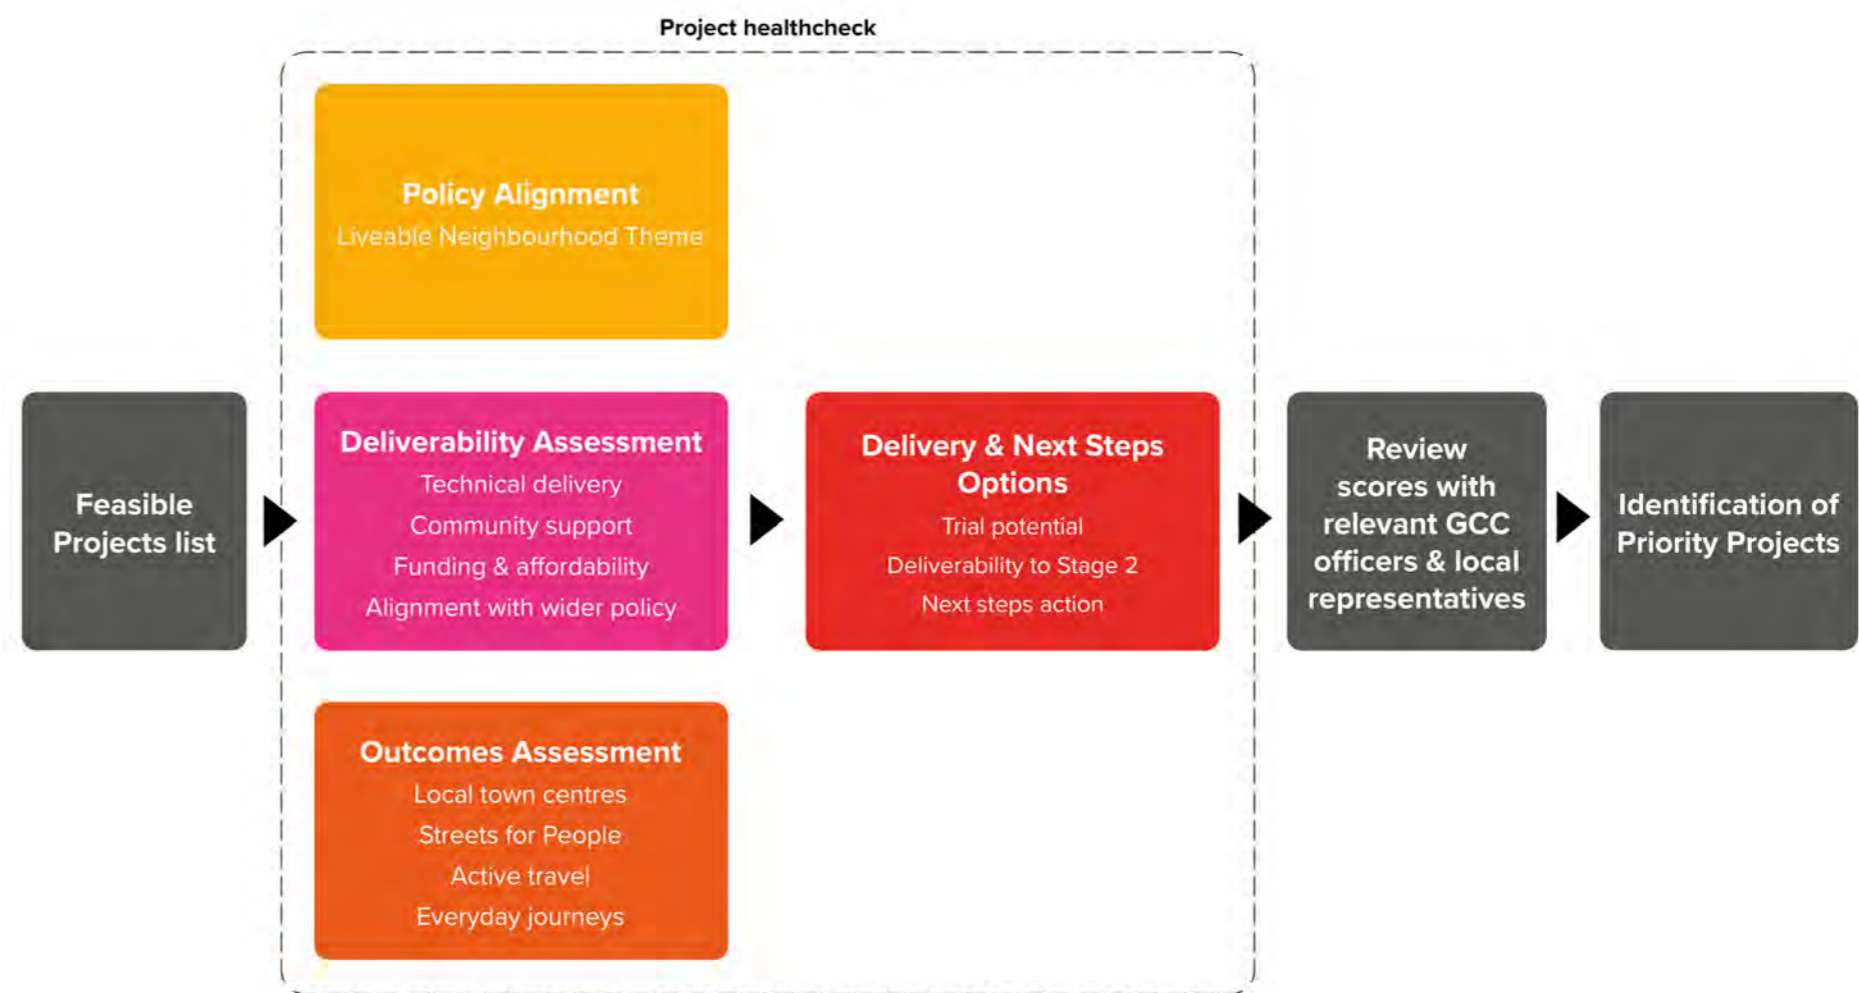 Project healthcheck
Policy Alignment
Liveable Neighbourhood Theme
Feasible
Projects list
Deliverability Assessment
Technical delivery
Community support
Funding & affordability
Alignment with wider policy
Delivery & Next Steps
Options
Trial potential
Deliverability to Stage 2
Next steps action
Review
scores with
relevant GCC
officers & local
representatives
Identification of
Priority Projects
Outcomes Assessment
Local town centres
Streets for People
Active travel
Everyday journeys